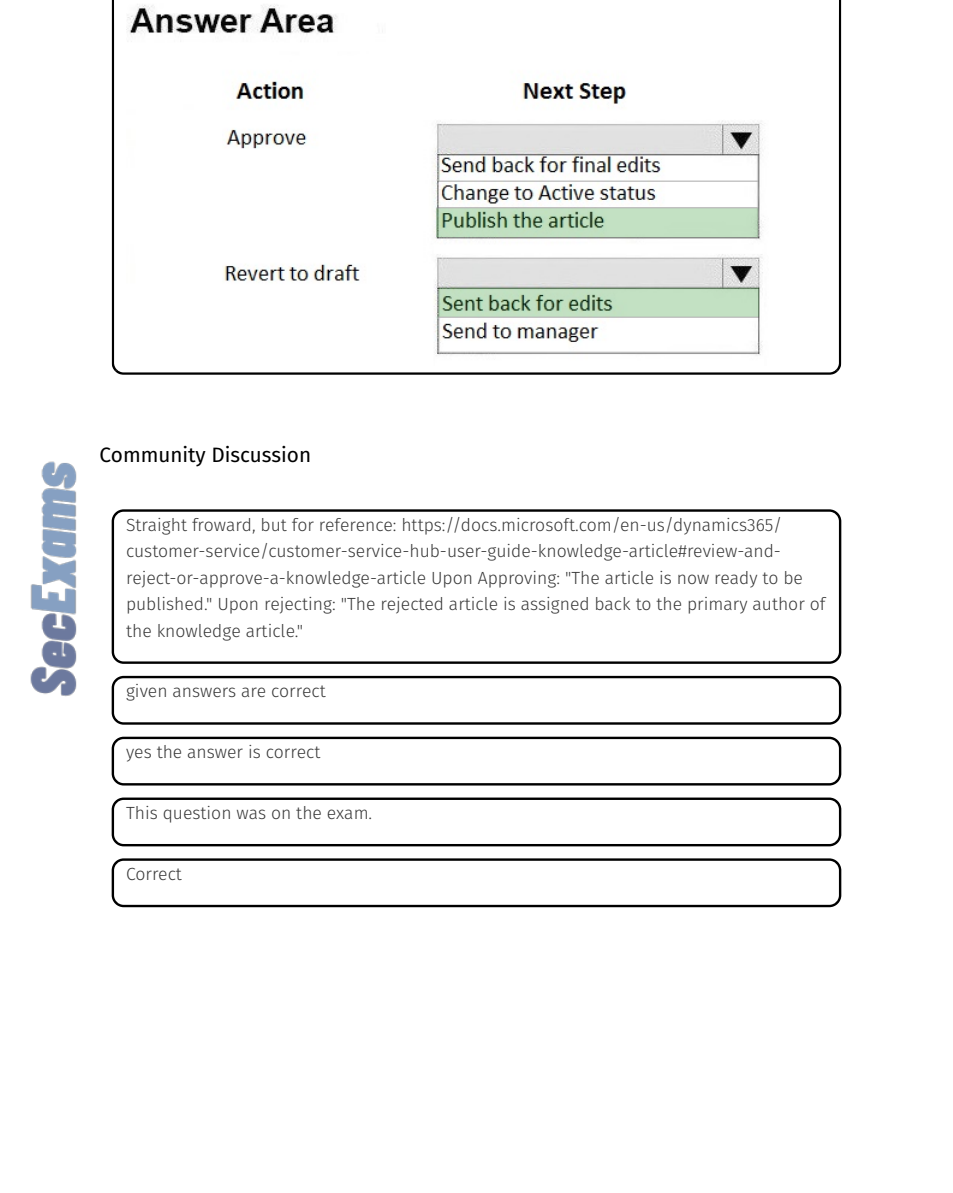 Answer Area
Action Next Step
Approve
Send back for final edits
Change to Active status
Publish the article
Revert to draft
Sent back for edits
Send to manager
Community Discussion
Straight froward, but for reference: https://docs.microsoft.com/en-us/dynamics365/
customer-service/customer-service-hub-user-guide-knowledge-article#review-and-
reject-or-approve-a-knowledge-article Upon Approving: "The article is now ready to be
published." Upon rejecting: "The rejected article is assigned back to the primary author of
the knowledge article."
given answers are correct
yes the answer is correct
This question was on the exam.
Correct
SecExams